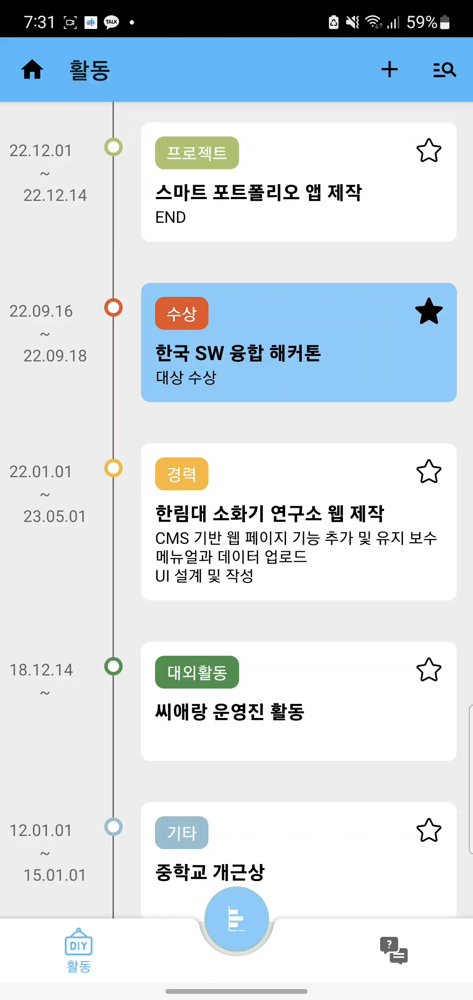 7:31 TALK 59%
활동
22.12.01
~
22.12.14
프로젝트
스마트 포트폴리오 앱 제작
END
22.09.16
~
22.09.18
수상
한국 SW 융합 해커톤
대상 수상
22.01.01
~
23.05.01
경력
한림대 소화기 연구소 웹 제작
CMS 기반 웹 페이지 기능 추가 및 유지 보수
메뉴얼과 데이터 업로드
UI 설계 및 작성
18.12.14
~
대외활동
씨애랑 운영진 활동
12.01.01
~
15.01.01
기타
중학교 개근상
DIY
활동
?